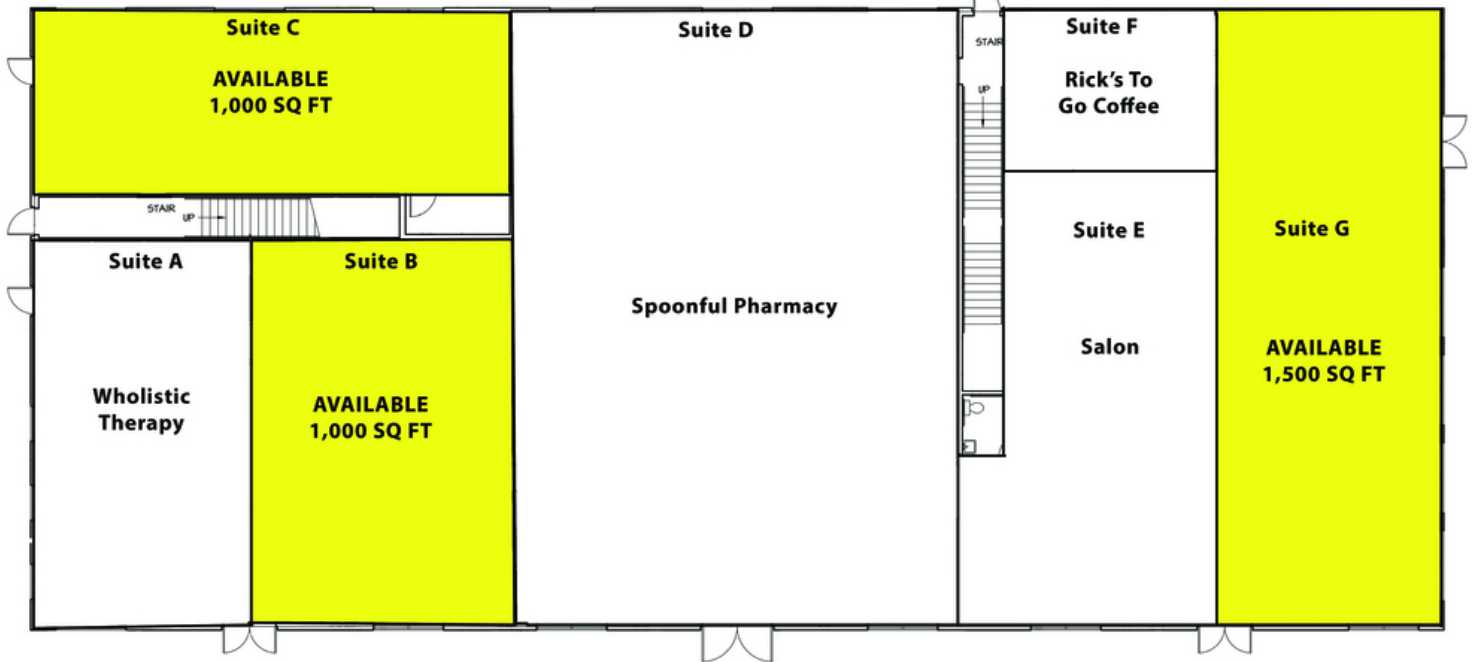 Suite C
AVAILABLE
1,000 SQ FT
STAIR
UP
Suite A
Wholistic
Therapy
Suite B
AVAILABLE
1,000 SQ FT
Suite D
Spoonful Pharmacy
STAIR
UP
Suite F
Rick's To
Go Coffee
Suite E
Salon
Suite G
AVAILABLE
1,500 SQ FT